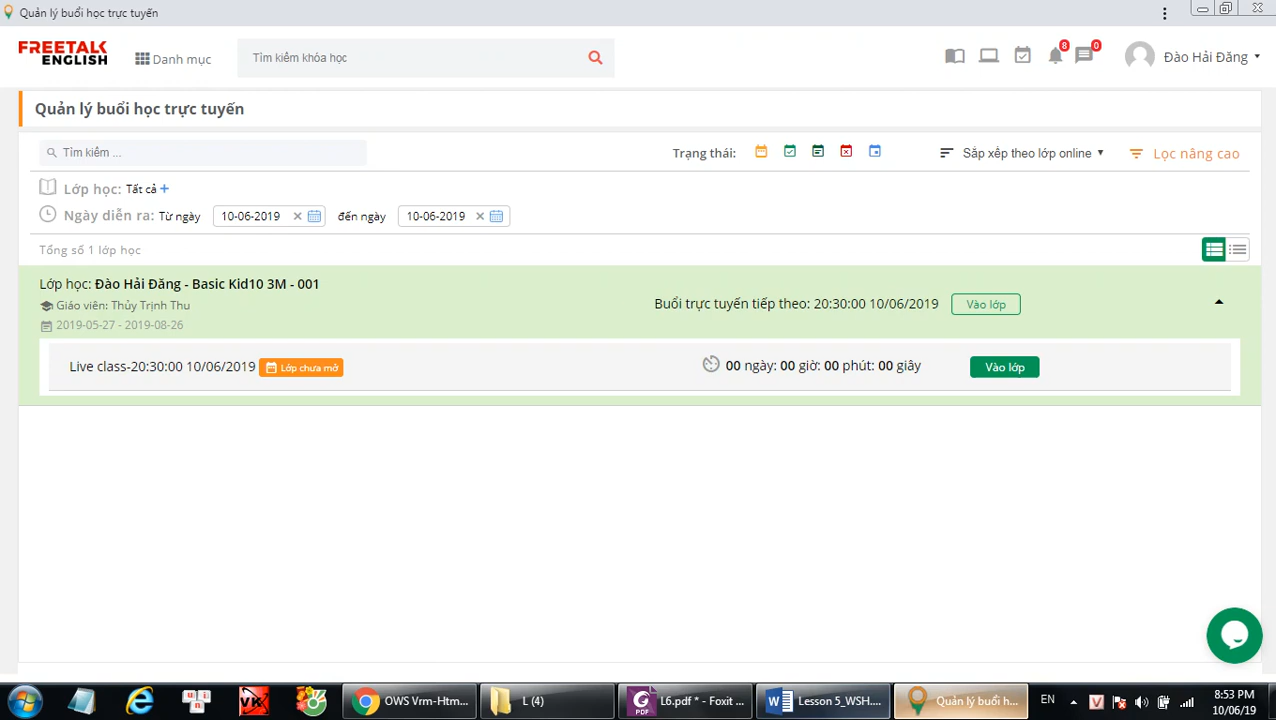 Quản lý buổi học trực tuyến
FREETALK
ENGLISH
Danh mục
Tìm kiếm khóa học
8
0
Đào Hải Đăng
Quản lý buổi học trực tuyến
Tìm kiếm ...
Trạng thái:
Sắp xếp theo lớp online
Lọc nâng cao
Lớp học: Tất cả +
Ngày diễn ra: Từ ngày 10-06-2019 đến ngày 10-06-2019
Tổng số 1 lớp học
Lớp học: Đào Hải Đăng - Basic Kid10 3M - 001
Giáo viên: Thủy Trịnh Thu
2019-05-27 - 2019-08-26
Buổi trực tuyến tiếp theo: 20:30:00 10/06/2019
Vào lớp
Live class-20:30:00 10/06/2019 Lớp chưa mở
00 ngày: 00 giờ: 00 phút: 00 giây
Vào lớp
OWS Vrm-Htm...
L (4)
PDF
L6.pdf * - Foxit ...
Lesson 5_WSH....
Quản lý buổi h...
EN
8:53 PM
10/06/19